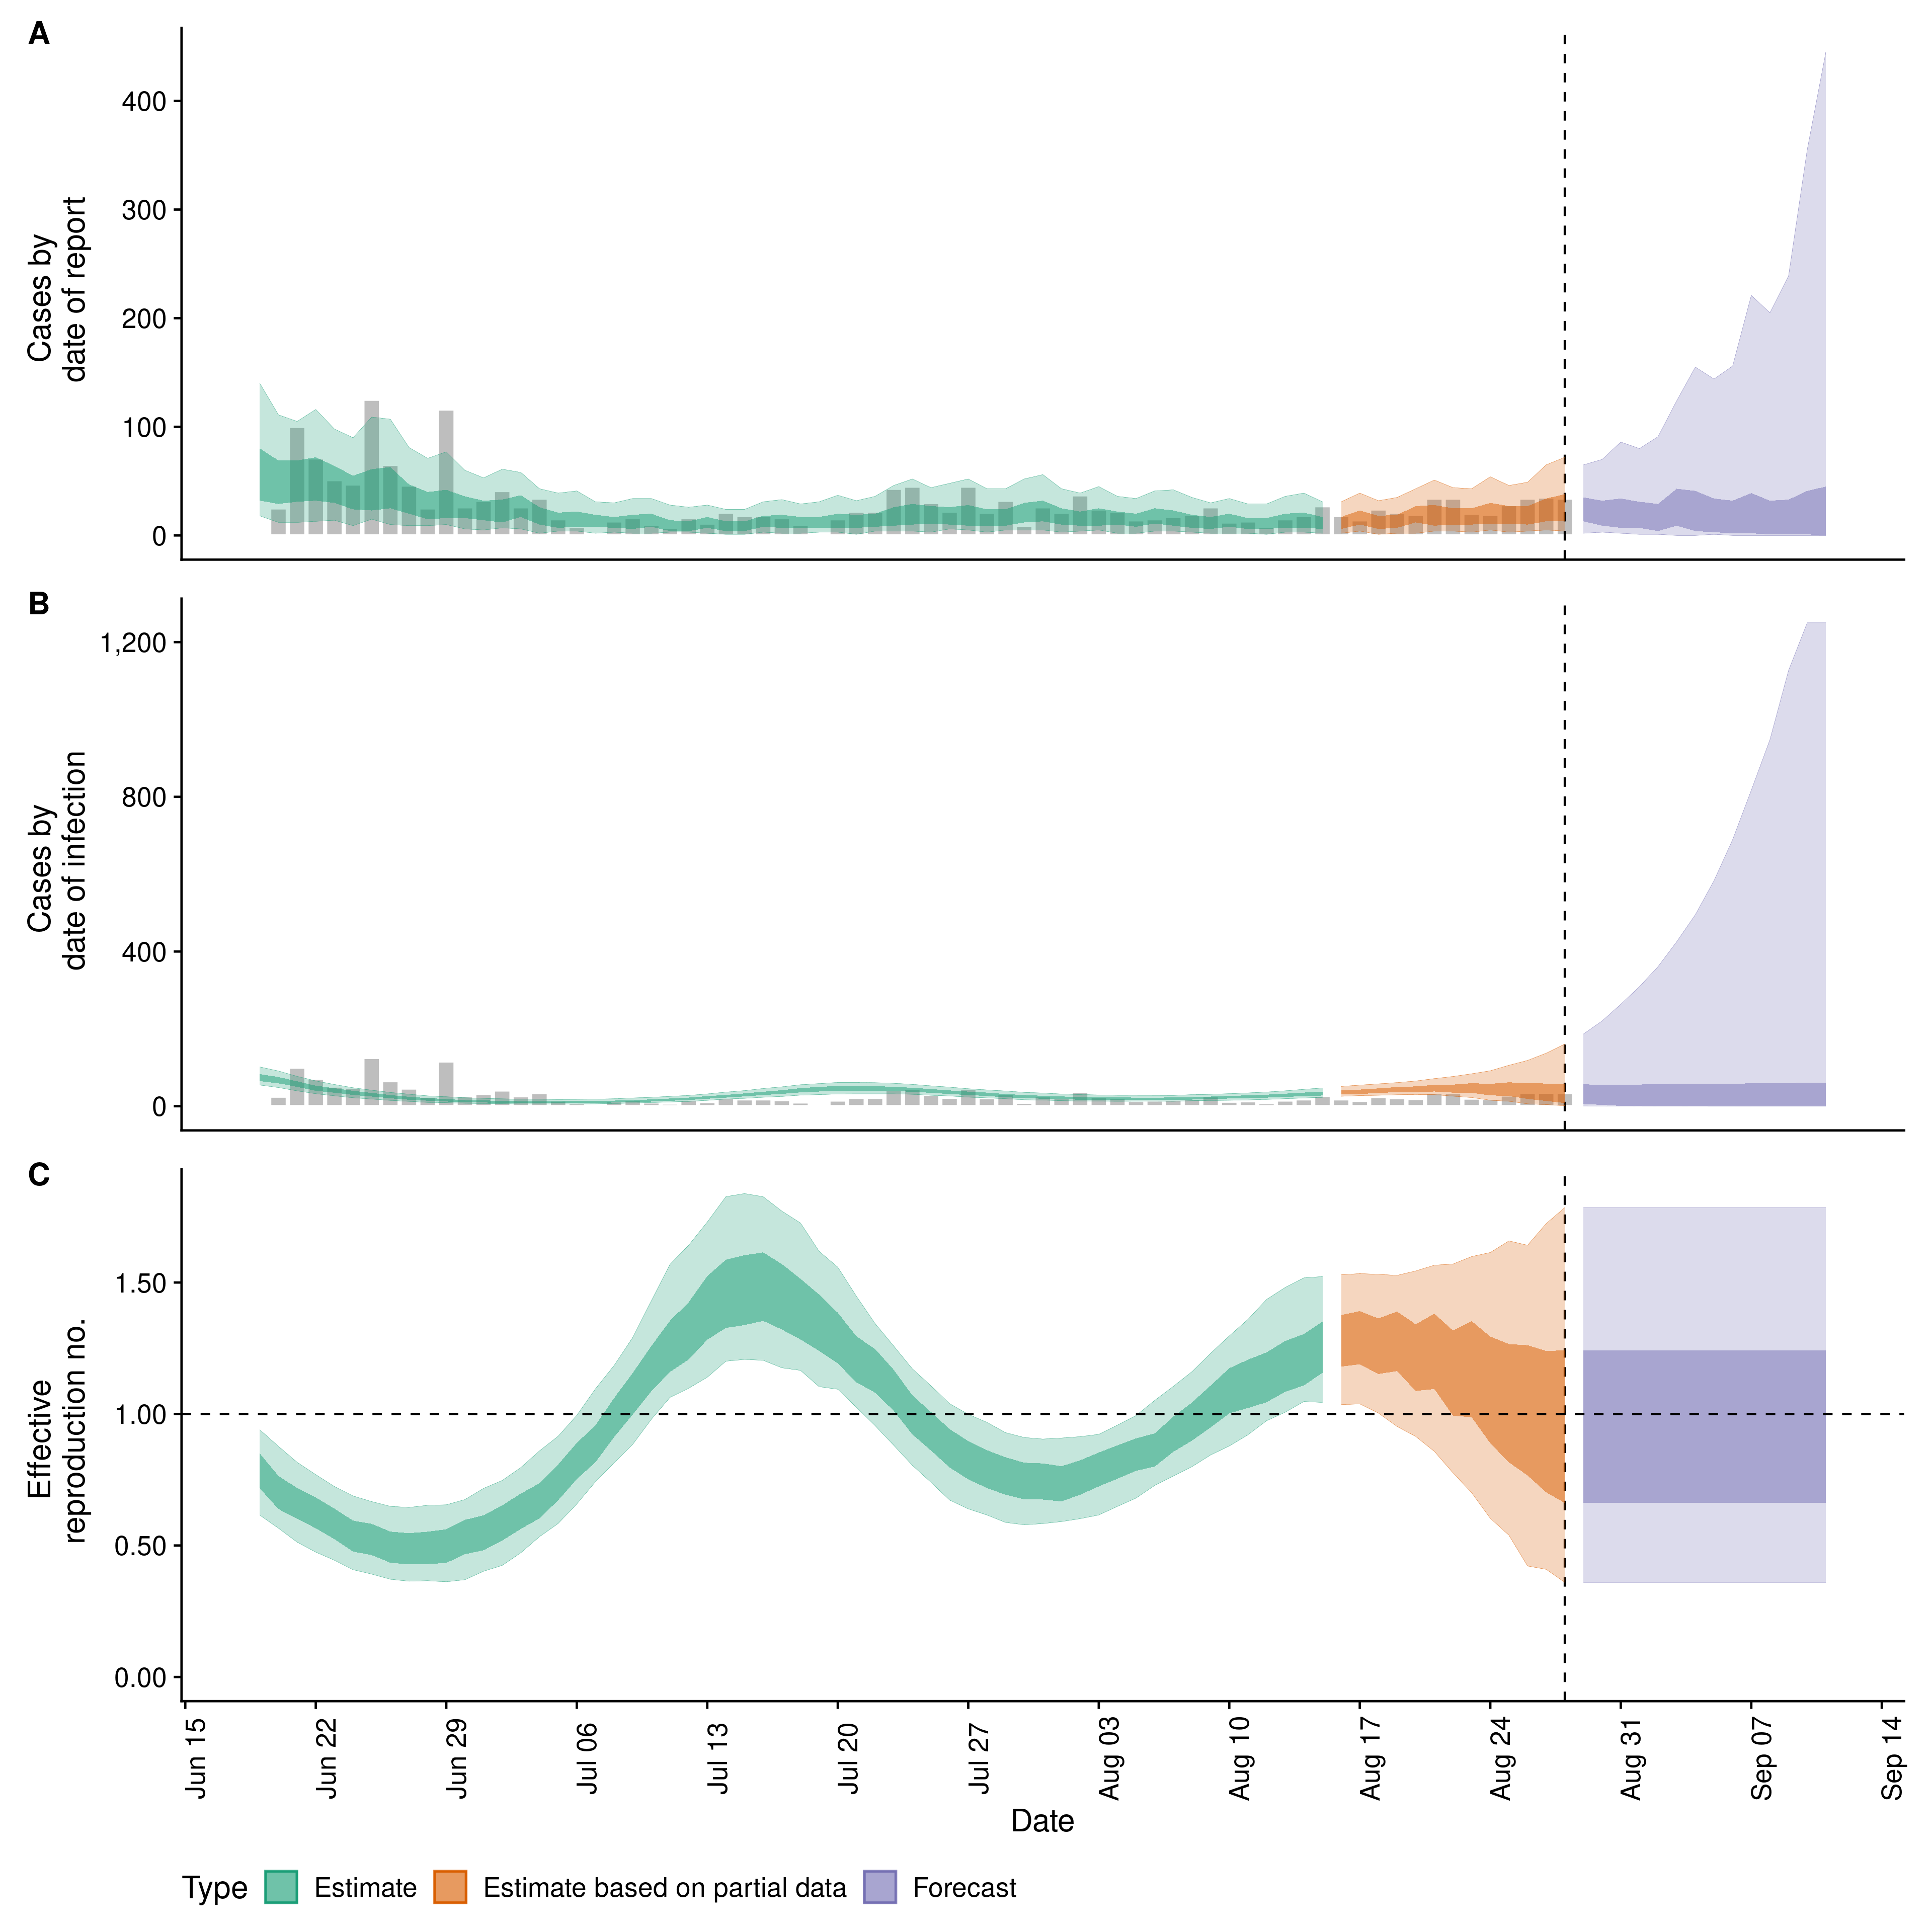 A
Cases by
date of report
400
300
200
100
0
B
Cases by
date of infection
1,200
800
400
0
C
Effective
reproduction no.
1.50
1.00
0.50
0.00
Jun 15
Jun 22
Jun 29
Jul 06
Jul 13
Jul 20
Jul 27
Aug 03
Aug 10
Aug 17
Aug 24
Aug 31
Sep 07
Sep 14
Date
Type Estimate Estimate based on partial data Forecast